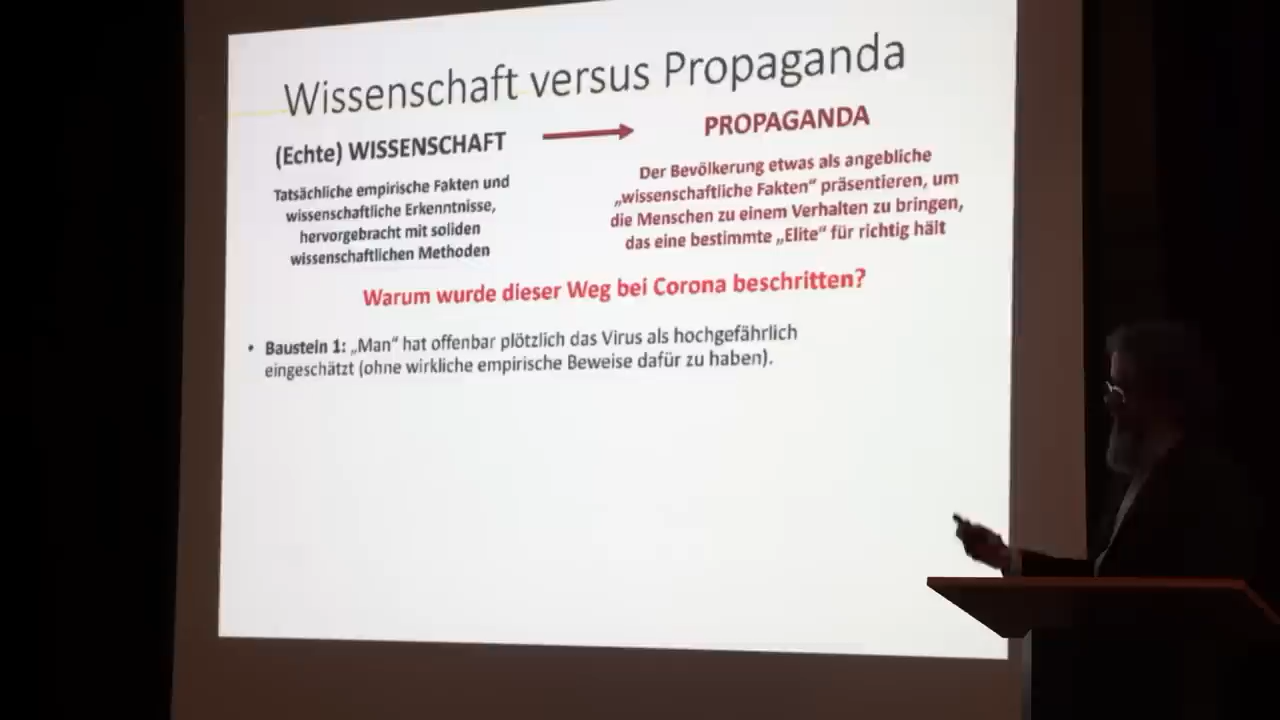 Wissenschaft versus Propaganda
(Echte) WISSENSCHAFT
Tatsächliche empirische Fakten und
wissenschaftliche Erkenntnisse,
hervorgebracht mit soliden
wissenschaftlichen Methoden
PROPAGANDA
Der Bevölkerung etwas als angebliche
„wissenschaftliche Fakten“ präsentieren, um
die Menschen zu einem Verhalten zu bringen,
das eine bestimmte „Elite“ für richtig hält
Warum wurde dieser Weg bei Corona beschritten?
• Baustein 1: „Man“ hat offenbar plötzlich das Virus als hochgefährlich
eingeschätzt (ohne wirkliche empirische Beweise dafür zu haben).